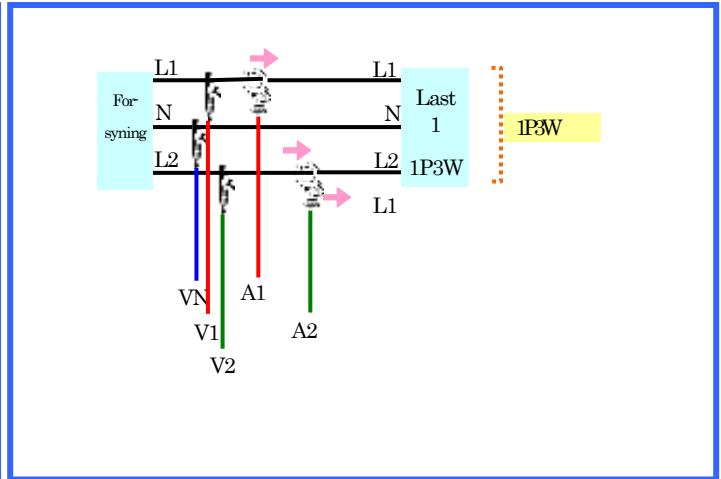 L1
L1
For-
syning
Last
1
1P3W
N
N
1P3W
L2
L2
L1
VN
A1
V1
A2
V2